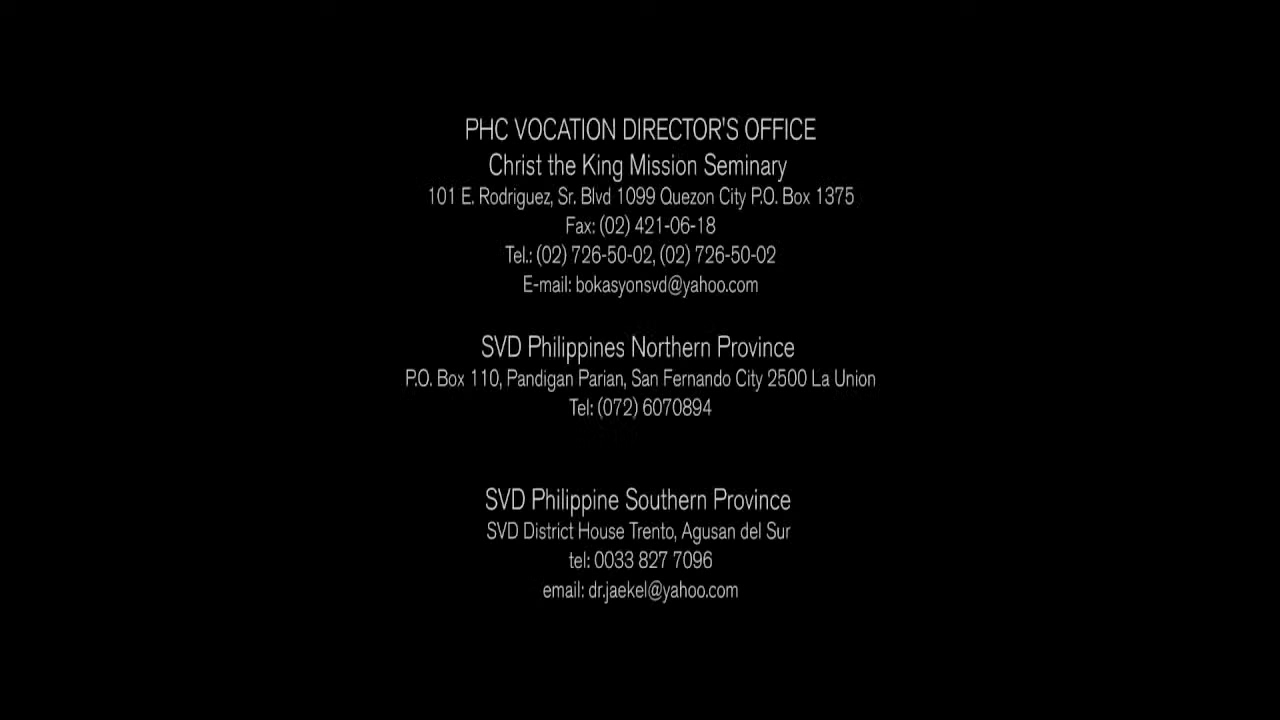 PHC VOCATION DIRECTOR'S OFFICE
Christ the King Mission Seminary
101 E. Rodriguez, Sr. Blvd 1099 Quezon City P.O. Box 1375
Fax: (02) 421-06-18
Tel.: (02) 726-50-02, (02) 726-50-02
E-mail: bokasyonsvd@yahoo.com
SVD Philippines Northern Province
P.O. Box 110, Pandigan Parian, San Fernando City 2500 La Union
Tel: (072) 6070894
SVD Philippine Southern Province
SVD District House Trento, Agusan del Sur
tel: 0033 827 7096
email: dr.jaekel@yahoo.com